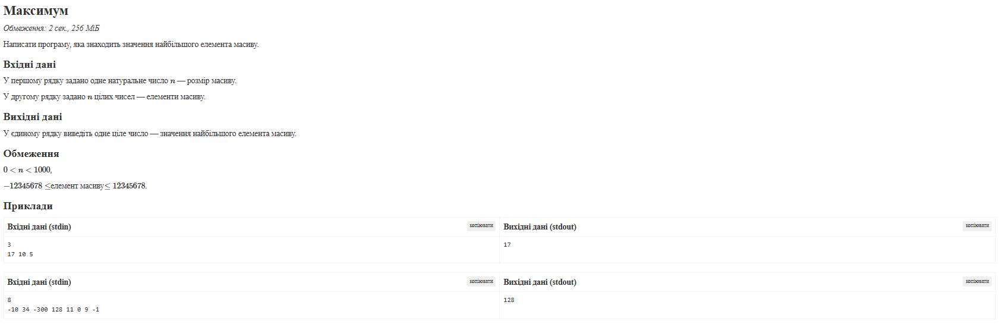 Максимум
Обмеження: 2 сек., 256 МіБ
Написати програму, яка знаходить значення найбільшого елемента масиву.
Вхідні дані
У першому рядку задано одне натуральне число n — розмір масиву.
У другому рядку задано n цілих чисел — елементи масиву.
Вихідні дані
У єдиному рядку виведіть одне ціле число — значення найбільшого елемента масиву.
Обмеження
0 < n < 1000,
−12345678 ≤елемент масиву≤ 12345678.
Приклади
Вхідні дані (stdin) копіювати Вихідні дані (stdout) копіювати
3 17
17 10 5
Вхідні дані (stdin) копіювати Вихідні дані (stdout) копіювати
8 128
-10 34 -300 128 11 0 9 -1